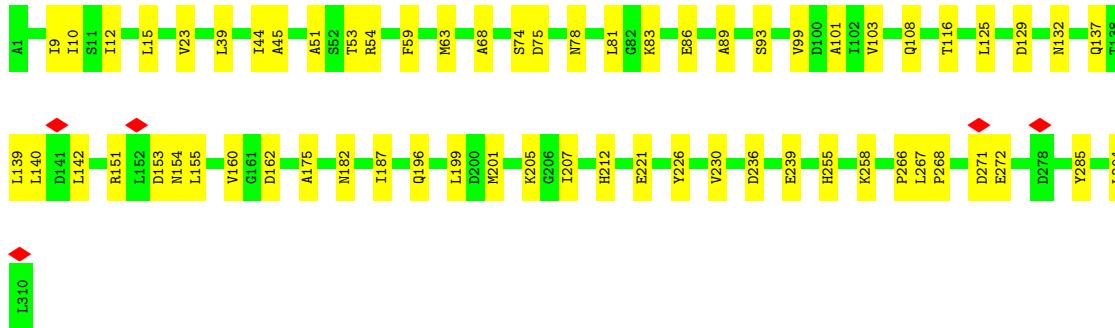 A1 I9 I10 S11 I12 L15 V23 L39 I44 A45 A51 S52 T53 R54 F59 M63 A68 S74 D75 N78 L81 G82 K83 E86 A89 S93 V99 D100 A101 I102 V103 Q108 T116 L125 D129 N132 Q137 T138
L139 L140 D141 L142 R151 L152 D153 N154 L155 V160 G161 D162 A175 N182 I187 Q196 L199 D200 M201 K205 G206 I207 H212 E221 Y226 V230 D236 E239 H255 K258 P266 L267 P268 D271 E272 D278 Y285
L310